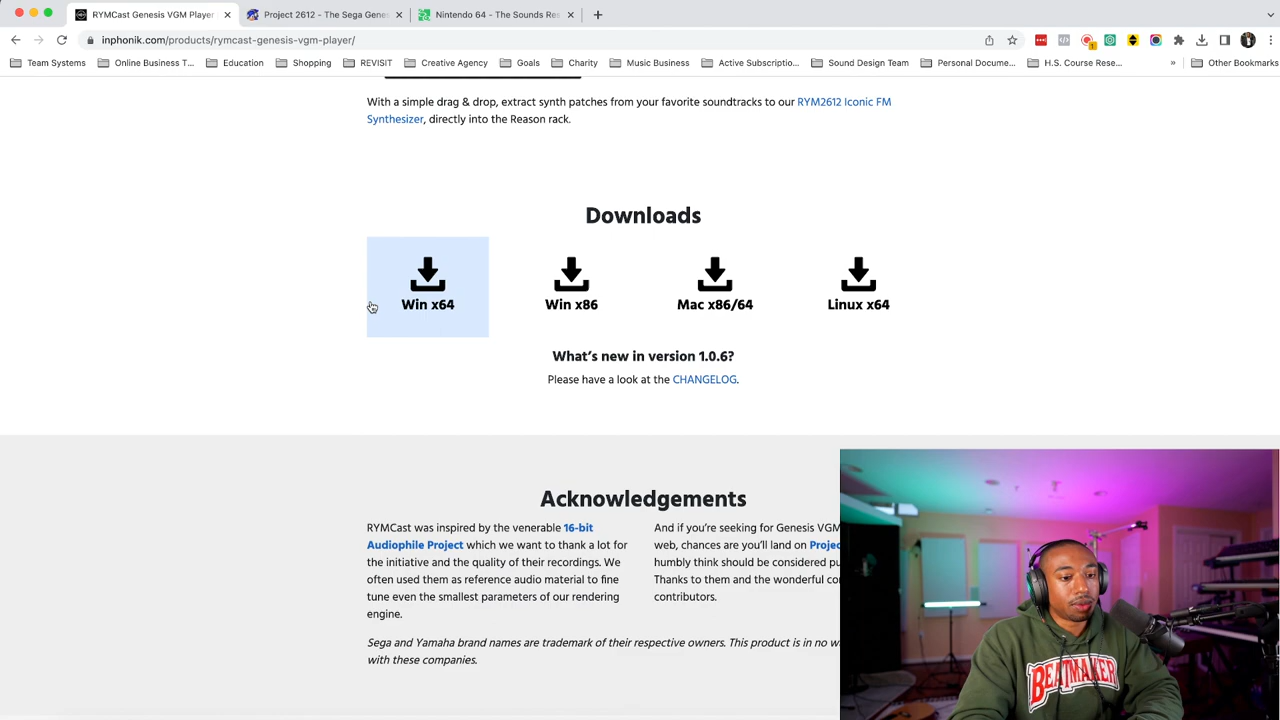 RYMCast Genesis VGM Player
Project 2612 - The Sega Gene
Nintendo 64 - The Sounds Res
inphonik.com/products/rymcast-genesis-vgm-player/
Team Systems
Online Business T...
Education
Shopping
REVISIT
Creative Agency
Goals
Charity
Music Business
Active Subscriptio...
Sound Design Team
Personal Docume...
H.S. Course Rese...
»
Other Bookmarks
With a simple drag & drop, extract synth patches from your favorite soundtracks to our RYM2612 Iconic FM
Synthesizer, directly into the Reason rack.
Downloads
Win x64
Win x86
Mac x86/64
Linux x64
What's new in version 1.0.6?
Please have a look at the CHANGELOG.
Acknowledgements
RYMCast was inspired by the venerable 16-bit
Audiophile Project which we want to thank a lot for
the initiative and the quality of their recordings. We
often used them as reference audio material to fine
tune even the smallest parameters of our rendering
engine.
And if you're seeking for Genesis VGM
web, chances are you'll land on Projec
humbly think should be considered pu
Thanks to them and the wonderful co
contributors.
Sega and Yamaha brand names are trademark of their respective owners. This product is in no w
with these companies.
BEATMAKER